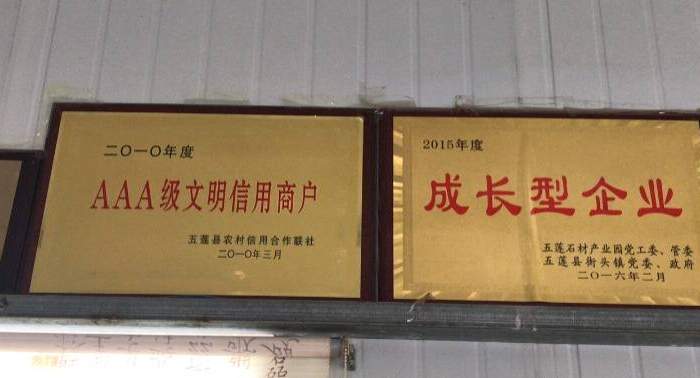 二〇一〇年度
AAA级文明信用商户
五莲县农村信用合作联社
二〇一〇年三月
2015年度
成长型企业
五莲石材产业园党工委、管委
五莲县街头镇党委、政府
二〇一六年二月